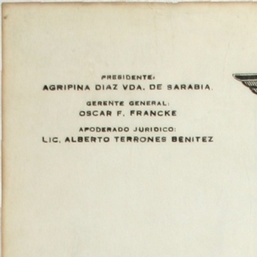 PRESIDENTE:
AGRIPINA DIAZ VDA. DE SARABIA.
GERENTE GENERAL:
OSCAR F. FRANCKE
APODERADO JURIDICO:
LIC. ALBERTO TERRONES BENITEZ